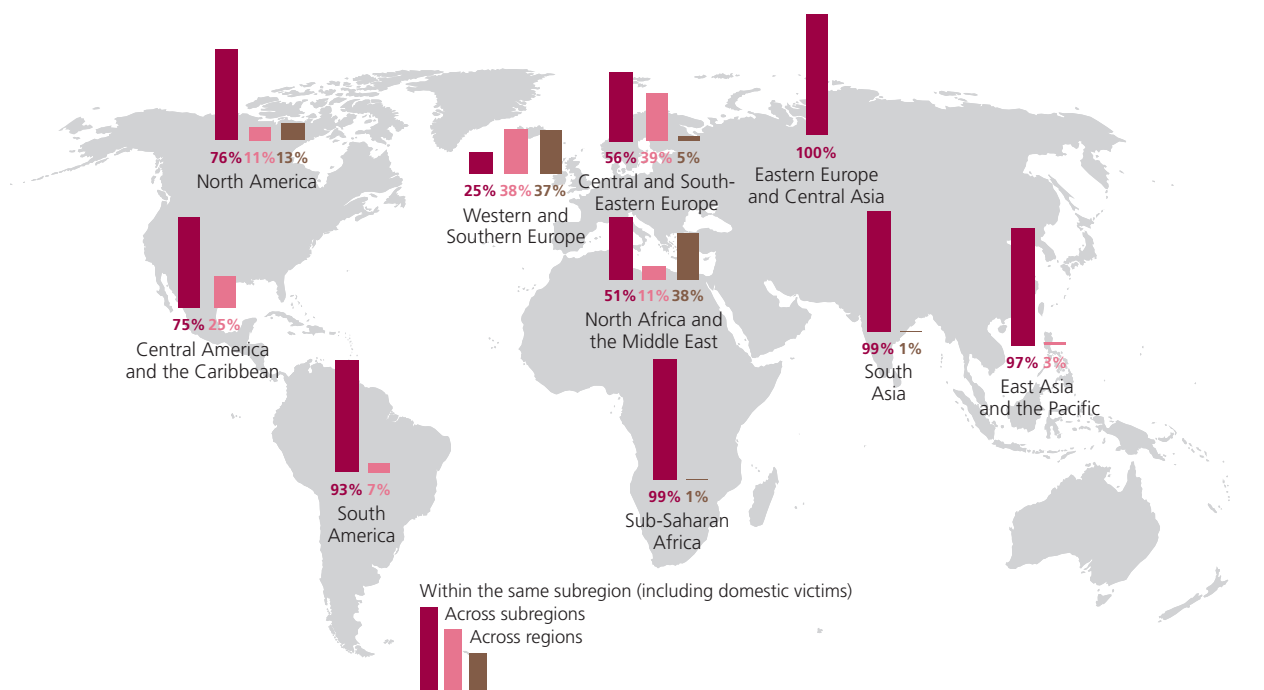 76% 11% 13%
North America
25% 38% 37%
Western and
Southern Europe
56% 39% 5%
Central and South-
Eastern Europe
100%
Eastern Europe
and Central Asia
75% 25%
Central America
and the Caribbean
51% 11% 38%
North Africa and
the Middle East
99% 1%
South
Asia
97% 3%
East Asia
and the Pacific
93% 7%
South
America
99% 1%
Sub-Saharan
Africa
Within the same subregion (including domestic victims)
Across subregions
Across regions